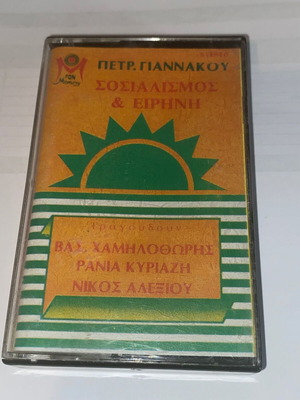 ΠΕΤΡ. ΓΙΑΝΝΑΚΟΥ
ΣΟΣΙΑΛΙΣΜΟΣ
& ΕΙΡΗΝΗ
Τραγουδούν
ΒΑΣ. ΧΑΜΗΛΟΘΩΡΗΣ
ΡΑΝΙΑ ΚΥΡΙΑΖΗ
ΝΙΚΟΣ ΑΛΕΞΙΟΥ